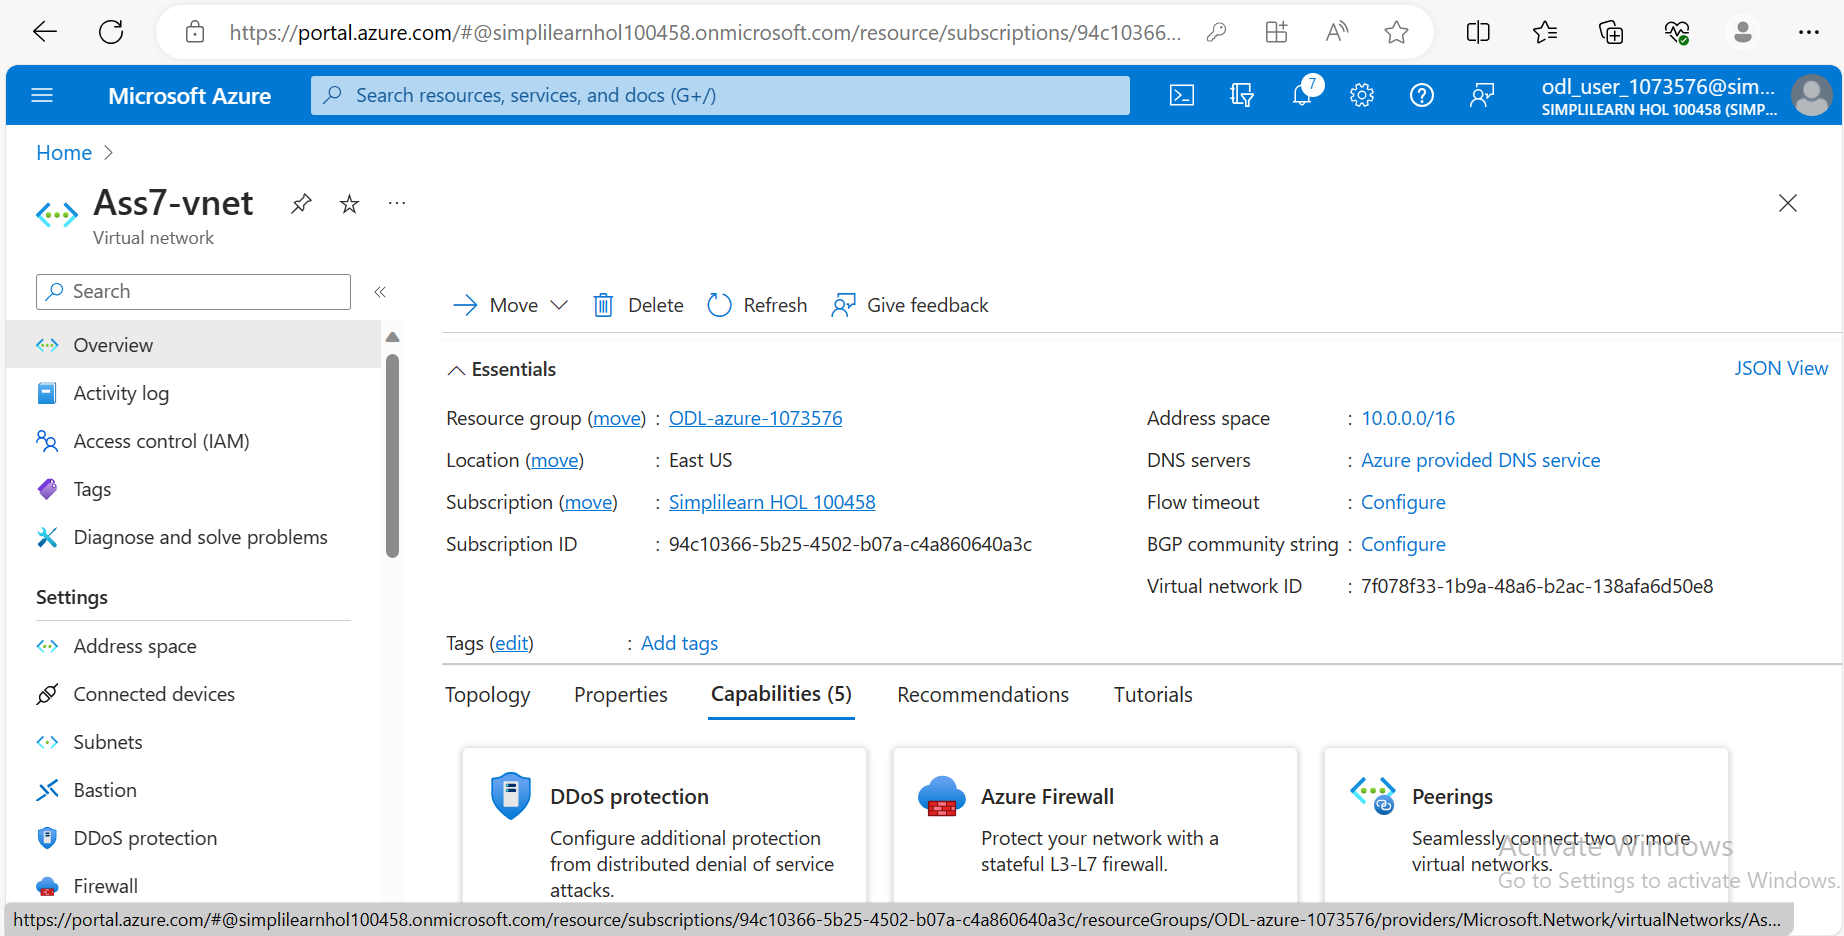 https://portal.azure.com/#@simplilearnhol100458.onmicrosoft.com/resource/subscriptions/94c10366...
Microsoft Azure
Search resources, services, and docs (G+/)
7
odl_user_1073576@sim...
SIMPLILEARN HOL 100458 (SIMP...
Home
Ass7-vnet
Virtual network
Search
Overview
Activity log
Access control (IAM)
Tags
Diagnose and solve problems
Settings
Address space
Connected devices
Subnets
Bastion
DDoS protection
Firewall
Move
Delete
Refresh
Give feedback
Essentials
JSON View
Resource group (move) : ODL-azure-1073576
Location (move) : East US
Subscription (move) : Simplilearn HOL 100458
Subscription ID : 94c10366-5b25-4502-b07a-c4a860640a3c
Address space : 10.0.0.0/16
DNS servers : Azure provided DNS service
Flow timeout : Configure
BGP community string : Configure
Virtual network ID : 7f078f33-1b9a-48a6-b2ac-138afa6d50e8
Tags (edit) : Add tags
Topology
Properties
Capabilities (5)
Recommendations
Tutorials
DDoS protection
Configure additional protection
from distributed denial of service
attacks.
Azure Firewall
Protect your network with a
stateful L3-L7 firewall.
Peerings
Seamlessly connect two or more
virtual networks.
Activate Windows
Go to Settings to activate Windows.
https://portal.azure.com/#@simplilearnhol100458.onmicrosoft.com/resource/subscriptions/94c10366-5b25-4502-b07a-c4a860640a3c/resourceGroups/ODL-azure-1073576/providers/Microsoft.Network/virtualNetworks/As...